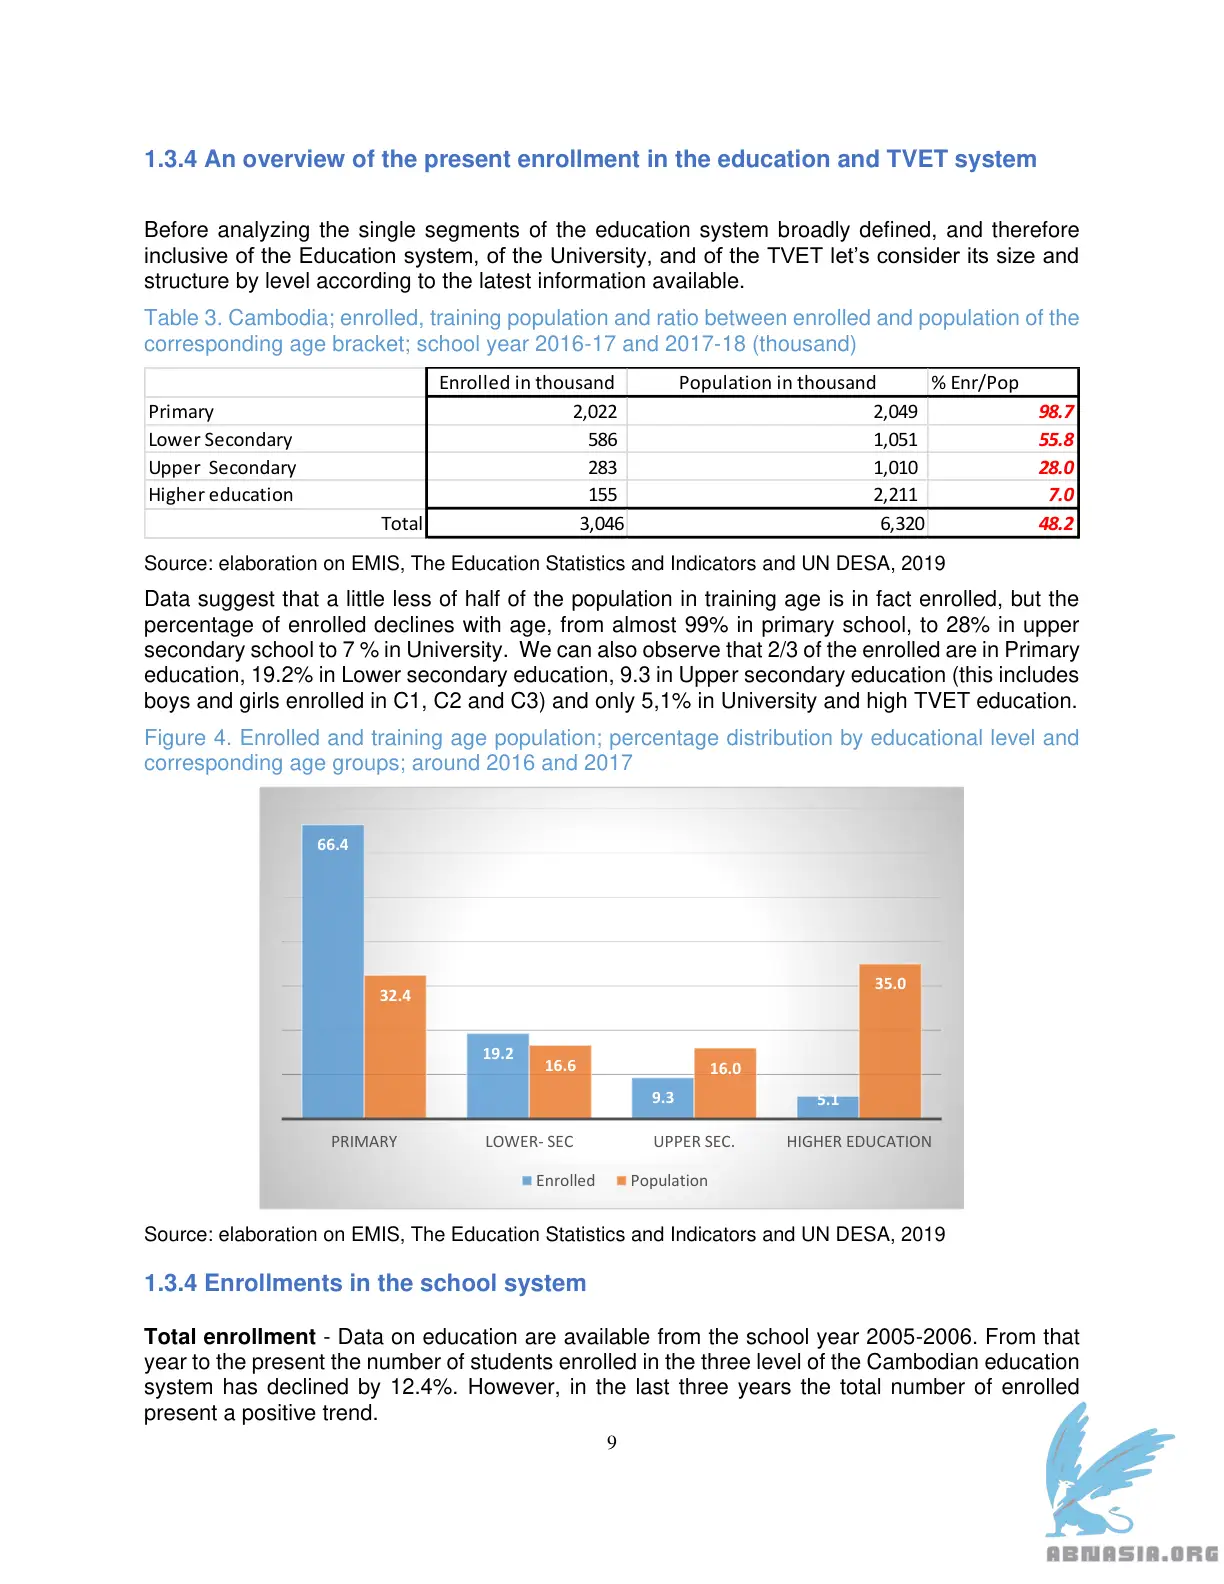 1.3.4 An overview of the present enrollment in the education and TVET system
Before analyzing the single segments of the education system broadly defined, and therefore
inclusive of the Education system, of the University, and of the TVET let’s consider its size and
structure by level according to the latest information available.
Table 3. Cambodia; enrolled, training population and ratio between enrolled and population of the
corresponding age bracket; school year 2016-17 and 2017-18 (thousand)
Enrolled in thousand Population in thousand % Enr/Pop
Primary 2,022 2,049 98.7
Lower Secondary 586 1,051 55.8
Upper Secondary 283 1,010 28.0
Higher education 155 2,211 7.0
Total 3,046 6,320 48.2
Source: elaboration on EMIS, The Education Statistics and Indicators and UN DESA, 2019
Data suggest that a little less of half of the population in training age is in fact enrolled, but the
percentage of enrolled declines with age, from almost 99% in primary school, to 28% in upper
secondary school to 7 % in University. We can also observe that 2/3 of the enrolled are in Primary
education, 19.2% in Lower secondary education, 9.3 in Upper secondary education (this includes
boys and girls enrolled in C1, C2 and C3) and only 5,1% in University and high TVET education.
Figure 4. Enrolled and training age population; percentage distribution by educational level and
corresponding age groups; around 2016 and 2017
66.4
32.4
19.2
16.6
9.3
16.0
5.1
35.0
PRIMARY LOWER- SEC UPPER SEC. HIGHER EDUCATION
Enrolled Population
Source: elaboration on EMIS, The Education Statistics and Indicators and UN DESA, 2019
1.3.4 Enrollments in the school system
Total enrollment - Data on education are available from the school year 2005-2006. From that
year to the present the number of students enrolled in the three level of the Cambodian education
system has declined by 12.4%. However, in the last three years the total number of enrolled
present a positive trend.
9
ABNASIA.ORG